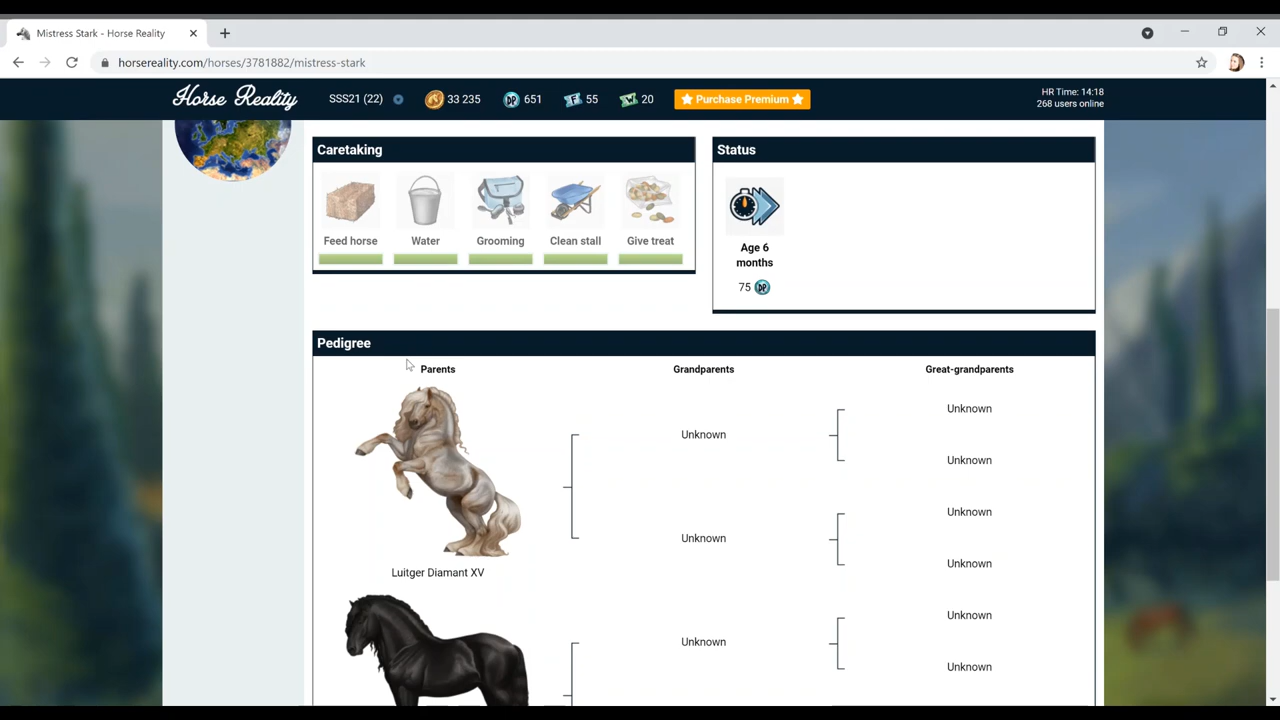 Mistress Stark - Horse Reality
horsereality.com/horses/3781882/mistress-stark
Horse Reality
SSS21 (22)
33 235
DP
651
55
20
Purchase Premium
HR Time: 14:18
268 users online
Caretaking
Feed horse
Water
Grooming
Clean stall
Give treat
Status
Age 6
months
75 DP
Pedigree
Parents
Grandparents
Great-grandparents
Unknown
Unknown
Unknown
Unknown
Unknown
Unknown
Luitger Diamant XV
Unknown
Unknown
Unknown